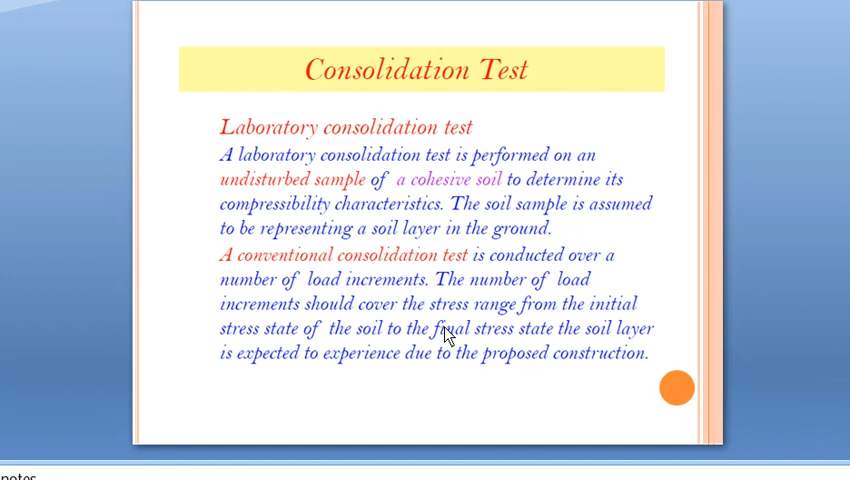 Consolidation Test
Laboratory consolidation test
A laboratory consolidation test is performed on an
undisturbed sample of a cohesive soil to determine its
compressibility characteristics. The soil sample is assumed
to be representing a soil layer in the ground.
A conventional consolidation test is conducted over a
number of load increments. The number of load
increments should cover the stress range from the initial
stress state of the soil to the final stress state the soil layer
is expected to experience due to the proposed construction.
notes